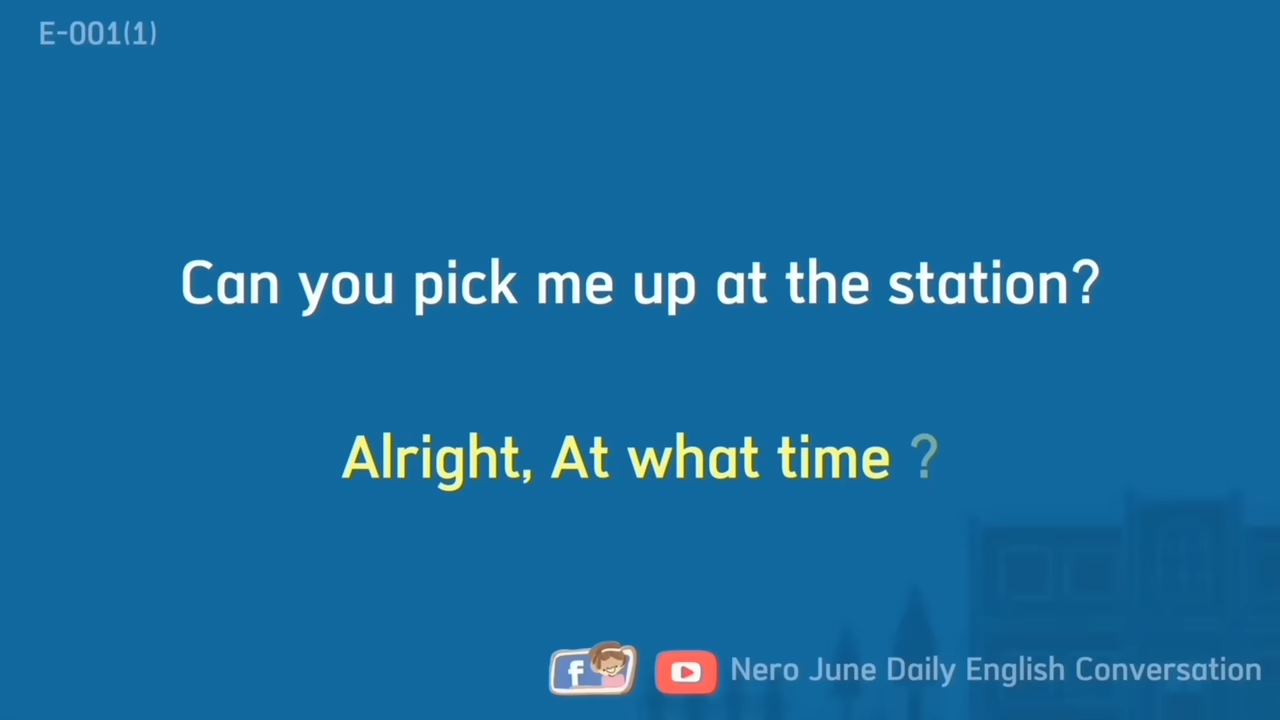 E-001(1)
Can you pick me up at the station?
Alright, At what time ?
f Nero June Daily English Conversation